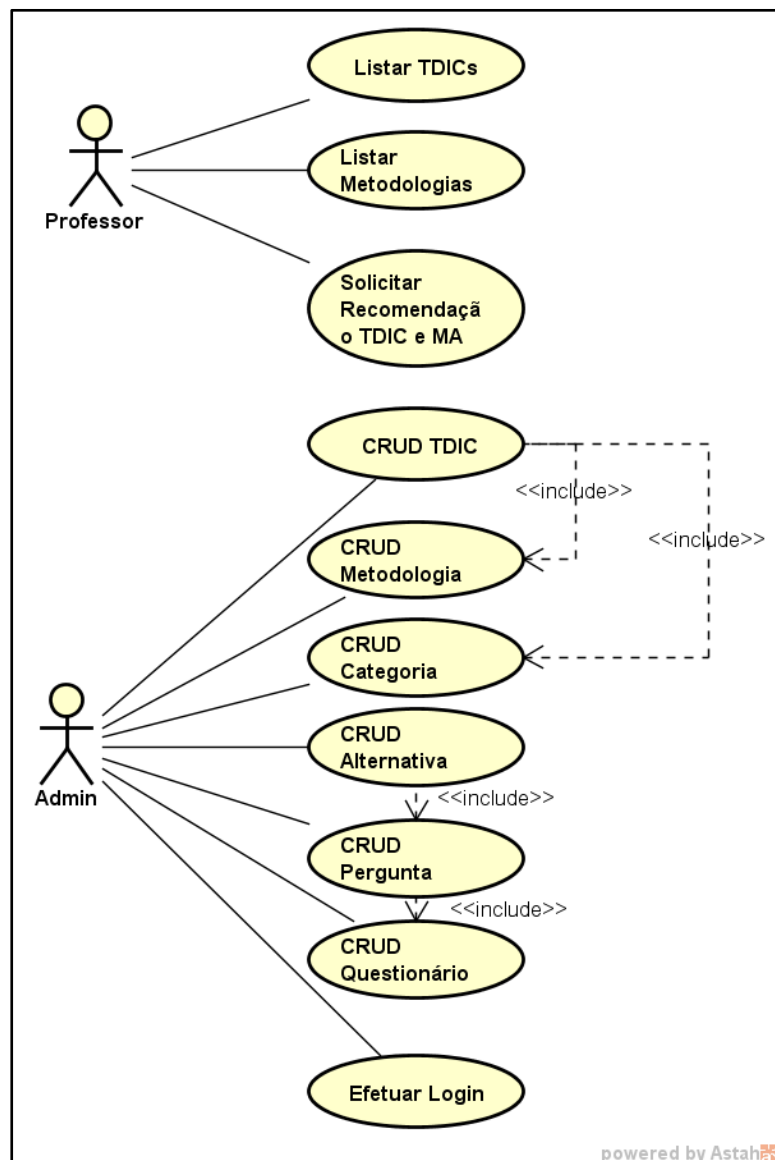 Listar TDICs
Listar
Metodologias
Professor
Solicitar
Recomendaçã
o TDIC e MA
CRUD TDIC
<<include>>
<<include>>
CRUD
Metodologia
CRUD
Categoria
CRUD
Alternativa
Admin
<<include>>
CRUD
Pergunta
<<include>>
CRUD
Questionário
Efetuar Login
powered by Astah